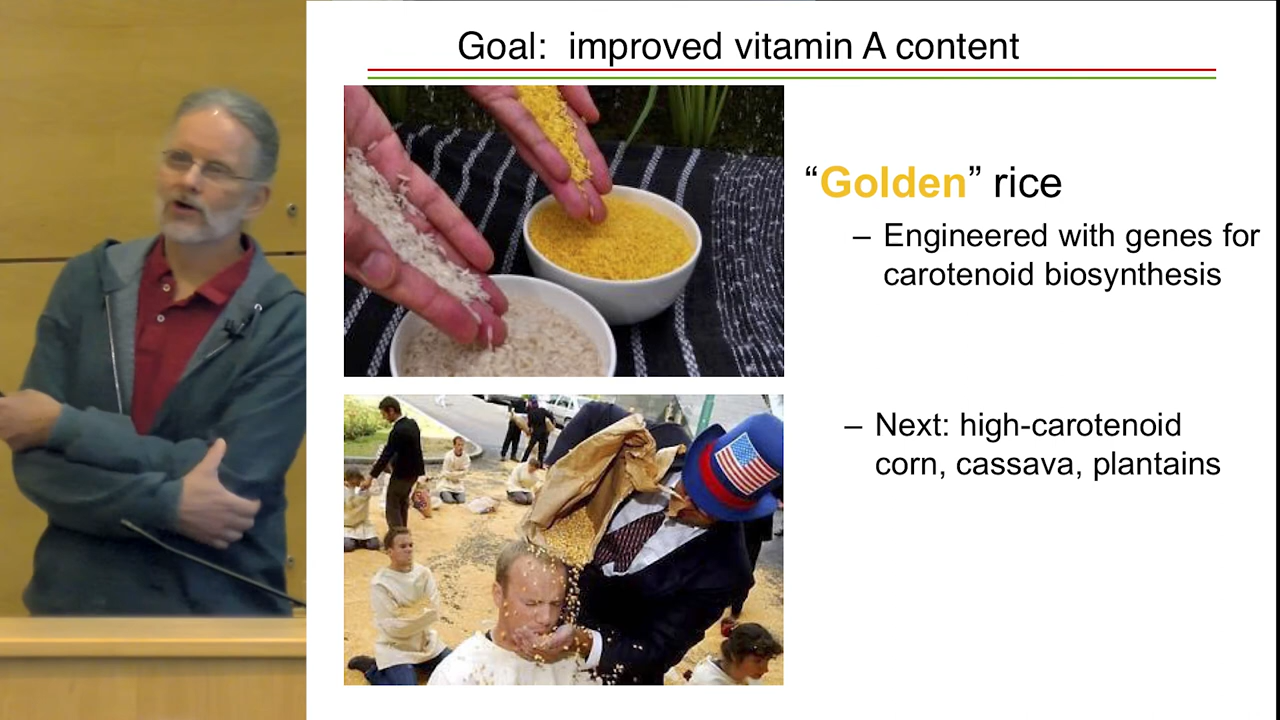 Goal:  improved vitamin A content
“Golden” rice
– Engineered with genes for
carotenoid biosynthesis
– Next: high-carotenoid
corn, cassava, plantains